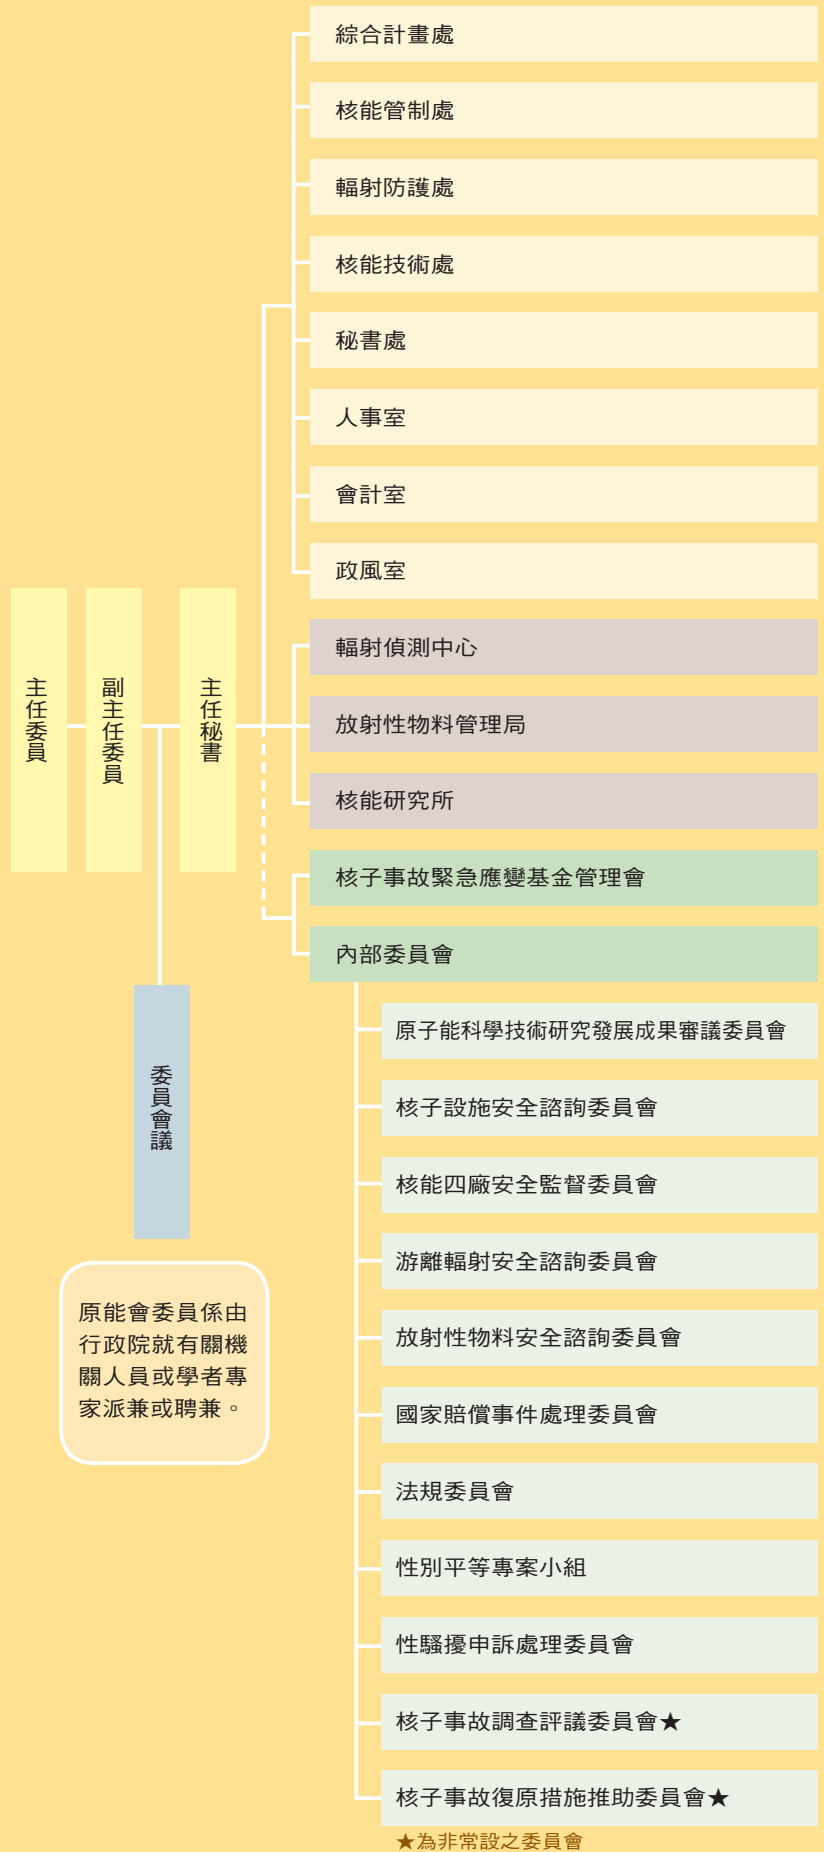 綜合計畫處
核能管制處
輻射防護處
核能技術處
秘書處
人事室
會計室
政風室
主任委員
副主任委員
主任秘書
輻射偵測中心
放射性物料管理局
核能研究所
核子事故緊急應變基金管理會
內部委員會
委員會議
原能會委員係由
行政院就有關機
關人員或學者專
家派兼或聘兼。
原子能科學技術研究發展成果審議委員會
核子設施安全諮詢委員會
核能四廠安全監督委員會
游離輻射安全諮詢委員會
放射性物料安全諮詢委員會
國家賠償事件處理委員會
法規委員會
性別平等專案小組
性騷擾申訴處理委員會
核子事故調查評議委員會★
核子事故復原措施推助委員會★
★為非常設之委員會